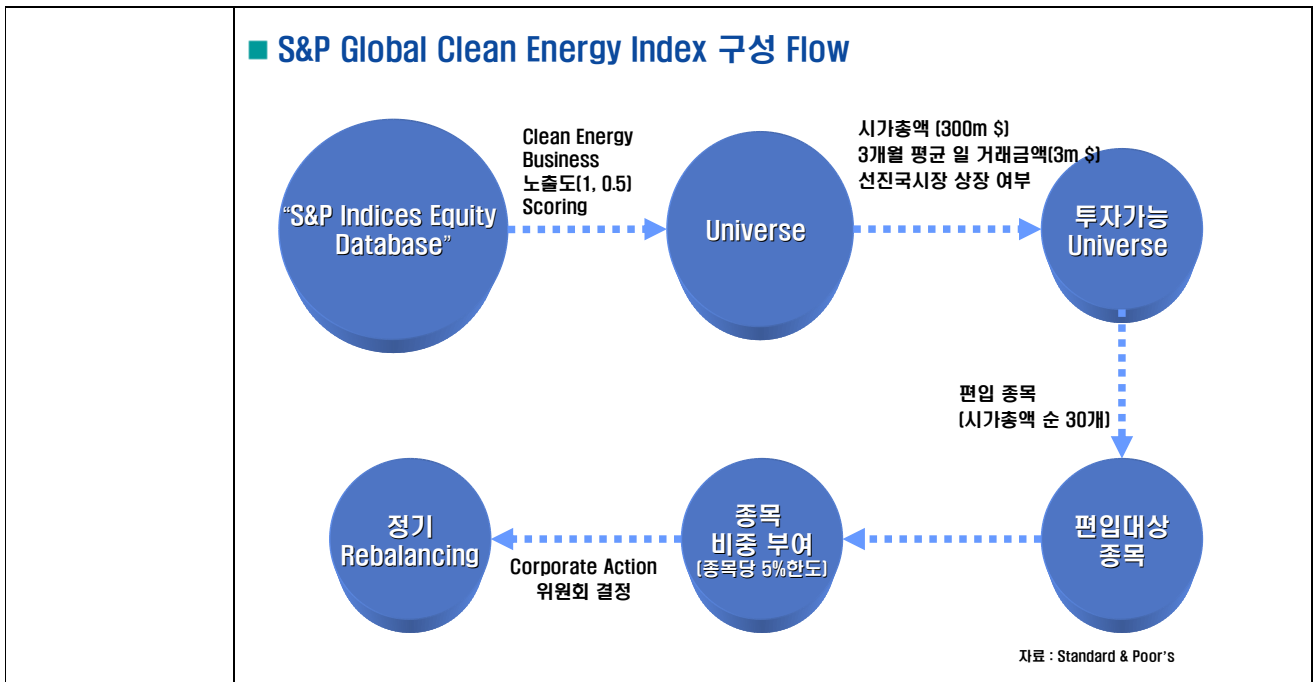 ■ S&P Global Clean Energy Index 구성 Flow
“S&P Indices Equity
Database”
Clean Energy
Business
노출도(1, 0.5)
Scoring
Universe
시가총액 (300m $)
3개월 평균 일 거래금액(3m $)
선진국시장 상장 여부
투자가능
Universe
편입 종목
(시가총액 순 30개)
편입대상
종목
종목
비중 부여
(종목당 5%한도)
Corporate Action
위원회 결정
정기
Rebalancing
자료 : Standard & Poor's